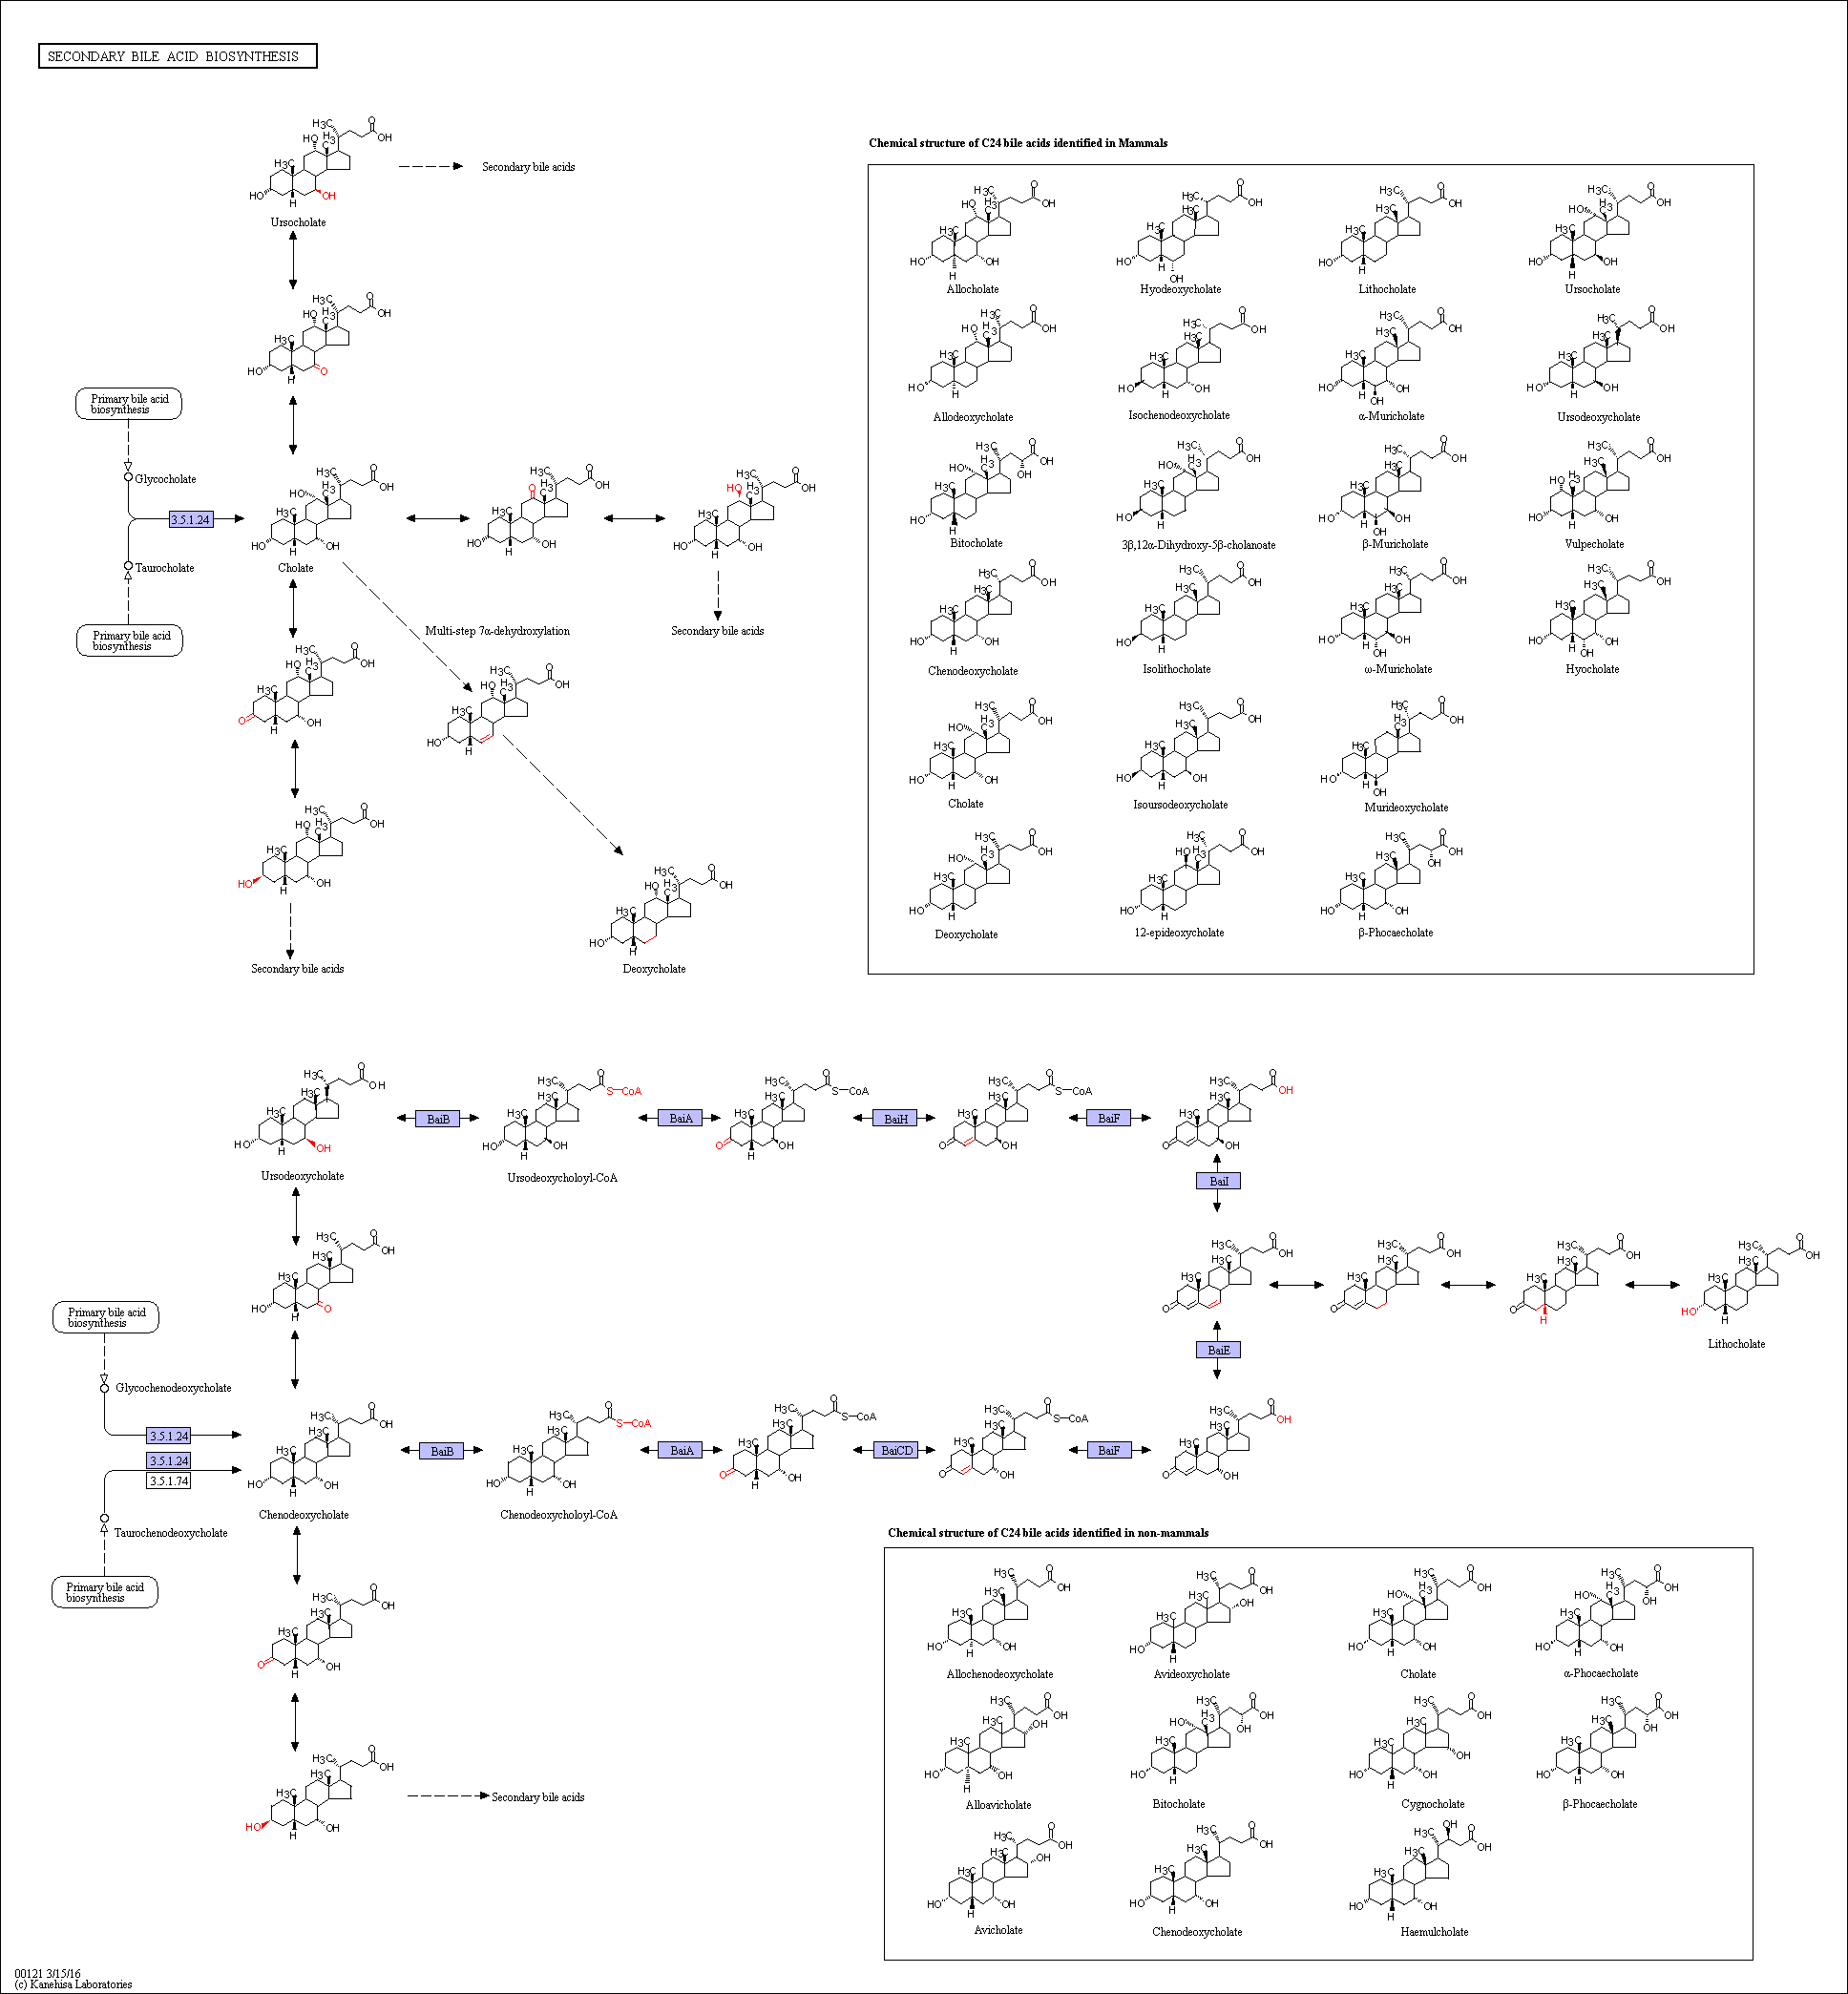 SECONDARY BILE ACID BIOSYNTHESIS
Ursocholate
Secondary bile acids
Primary bile acid
biosynthesis
Glycocholate
3.5.1.24
Taurocholate
Primary bile acid
biosynthesis
Cholate
Multi-step 7α-dehydroxylation
Secondary bile acids
Secondary bile acids
Deoxycholate
Chemical structure of C24 bile acids identified in Mammals
Allocholate
Hyodeoxycholate
Lithocholate
Ursocholate
Allodeoxycholate
Isochenodeoxycholate
α-Muricholate
Ursodeoxycholate
Bitocholate
3β,12α-Dihydroxy-5β-cholanoate
β-Muricholate
Vulpecholate
Chenodeoxycholate
Isolithocholate
ω-Muricholate
Hyocholate
Cholate
Isoursodeoxycholate
Murideoxycholate
Deoxycholate
12-epideoxycholate
β-Phocaecholate
Ursodeoxycholate
BaiB
Ursodeoxycholoyl-CoA
BaiA
BaiH
BaiF
BaiI
BaiE
Lithocholate
Primary bile acid
biosynthesis
Glycochenodeoxycholate
3.5.1.24
3.5.1.24
3.5.1.74
Taurochenodeoxycholate
Primary bile acid
biosynthesis
Chenodeoxycholate
BaiB
Chenodeoxycholoyl-CoA
BaiA
BaiCD
BaiF
Secondary bile acids
Chemical structure of C24 bile acids identified in non-mammals
Allochenodeoxycholate
Avideoxycholate
Cholate
α-Phocaecholate
Alloavicholate
Bitocholate
Cygnocholate
β-Phocaecholate
Avicholate
Chenodeoxycholate
Haemulcholate
00121 3/15/16
(c) Kanehisa Laboratories